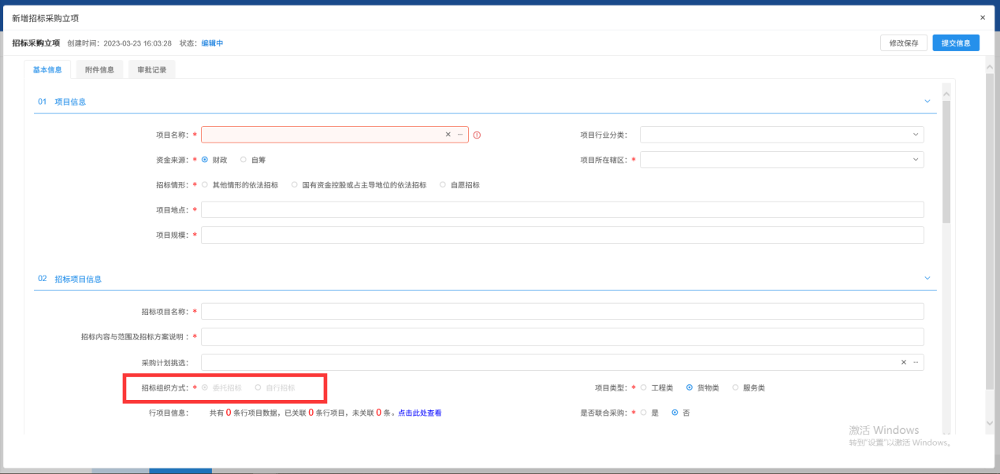 新增招标采购立项
招标采购立项 创建时间：2023-03-23 16:03:28 状态：编辑中 修改保存 提交信息
基本信息 附件信息 审批记录
01 项目信息
项目名称：* 项目行业分类：
资金来源：* 财政 自筹 项目所在辖区：*
招标情形：* 其他情形的依法招标 国有资金控股或占主导地位的依法招标 自愿招标
项目地点：*
项目规模：*
02 招标项目信息
招标项目名称：*
招标内容与范围及招标方案说明：*
采购计划挑选：
招标组织方式：* 委托招标 自行招标 项目类型：* 工程类 货物类 服务类
行项目信息： 共有 0 条行项目数据，已关联 0 条行项目，未关联 0 条。点击此处查看 是否联合采购：* 是 否
激活 Windows
转到"设置"以激活 Windows。